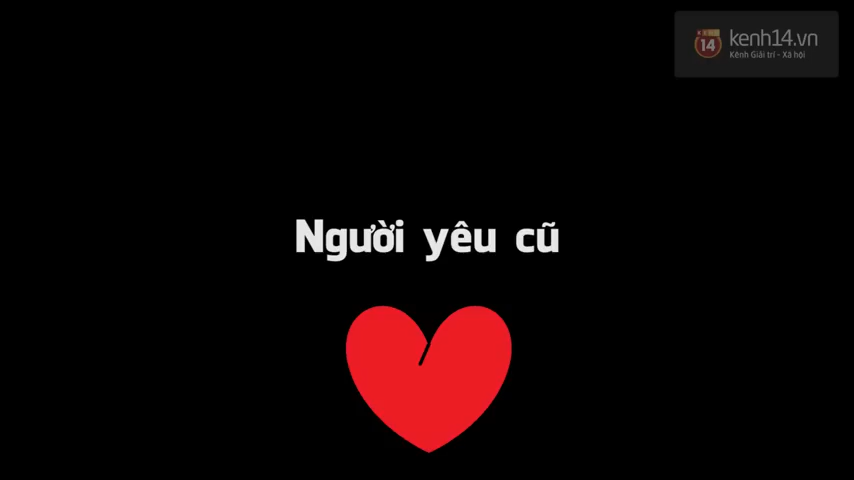 14 kenh14.vn
Kênh Giải trí - Xã hội
Người yêu cũ